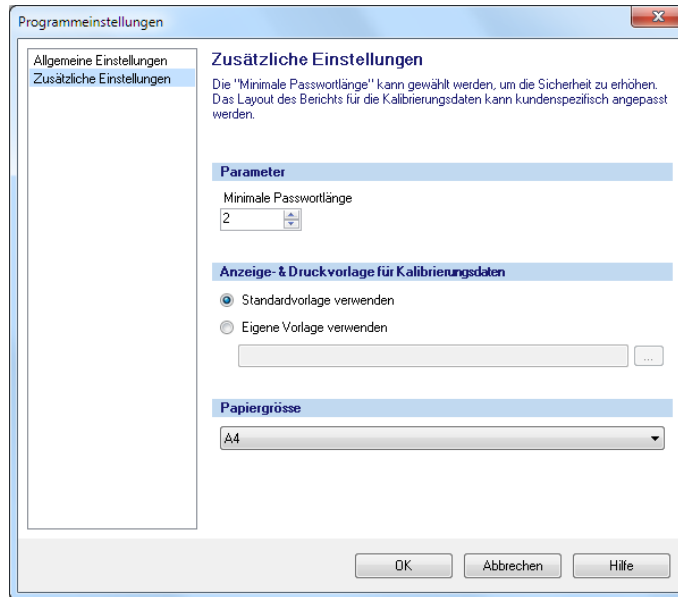 Programmeinstellungen
Allgemeine Einstellungen
Zusätzliche Einstellungen
Zusätzliche Einstellungen
Die "Minimale Passwortlänge" kann gewählt werden, um die Sicherheit zu erhöhen.
Das Layout des Berichts für die Kalibrierungsdaten kann kundenspezifisch angepasst
werden.
Parameter
Minimale Passwortlänge
2
Anzeige- & Druckvorlage für Kalibrierungsdaten
Standardvorlage verwenden
Eigene Vorlage verwenden
...
Papiergrösse
A4
OK
Abbrechen
Hilfe